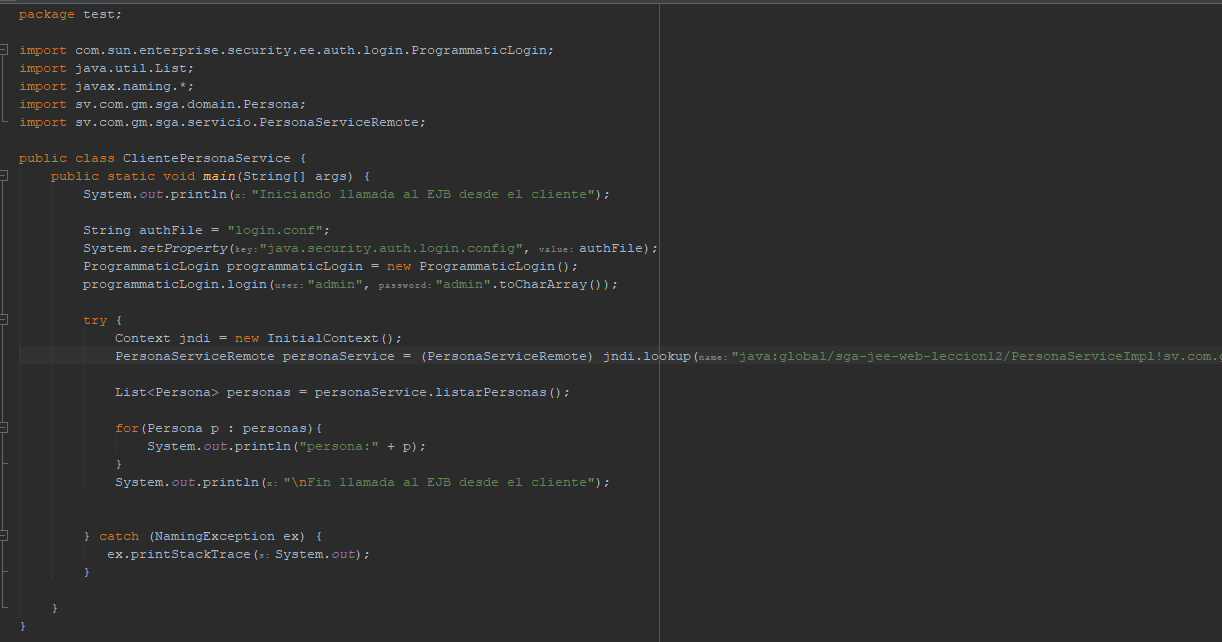 package test;
import com.sun.enterprise.security.ee.auth.login.ProgrammaticLogin;
import java.util.List;
import javax.naming.*;
import sv.com.gm.sga.domain.Persona;
import sv.com.gm.sga.servicio.PersonaServiceRemote;
public class ClientePersonaService {
public static void main(String[] args) {
System.out.println(x: "Iniciando llamada al EJB desde el cliente");
String authFile = "login.conf";
System.setProperty(key: "java.security.auth.login.config", value: authFile);
ProgrammaticLogin programmaticLogin = new ProgrammaticLogin();
programmaticLogin.login(user: "admin", password: "admin".toCharArray());
try {
Context jndi = new InitialContext();
PersonaServiceRemote personaService = (PersonaServiceRemote) jndi.lookup(name: "java:global/sga-jee-web-leccion12/PersonaServiceImpl!sv.com.
List<Persona> personas = personaService.listarPersonas();
for(Persona p : personas){
System.out.println("persona:" + p);
}
System.out.println(x: "\nFin llamada al EJB desde el cliente");
} catch (NamingException ex) {
ex.printStackTrace(s: System.out);
}
}
}